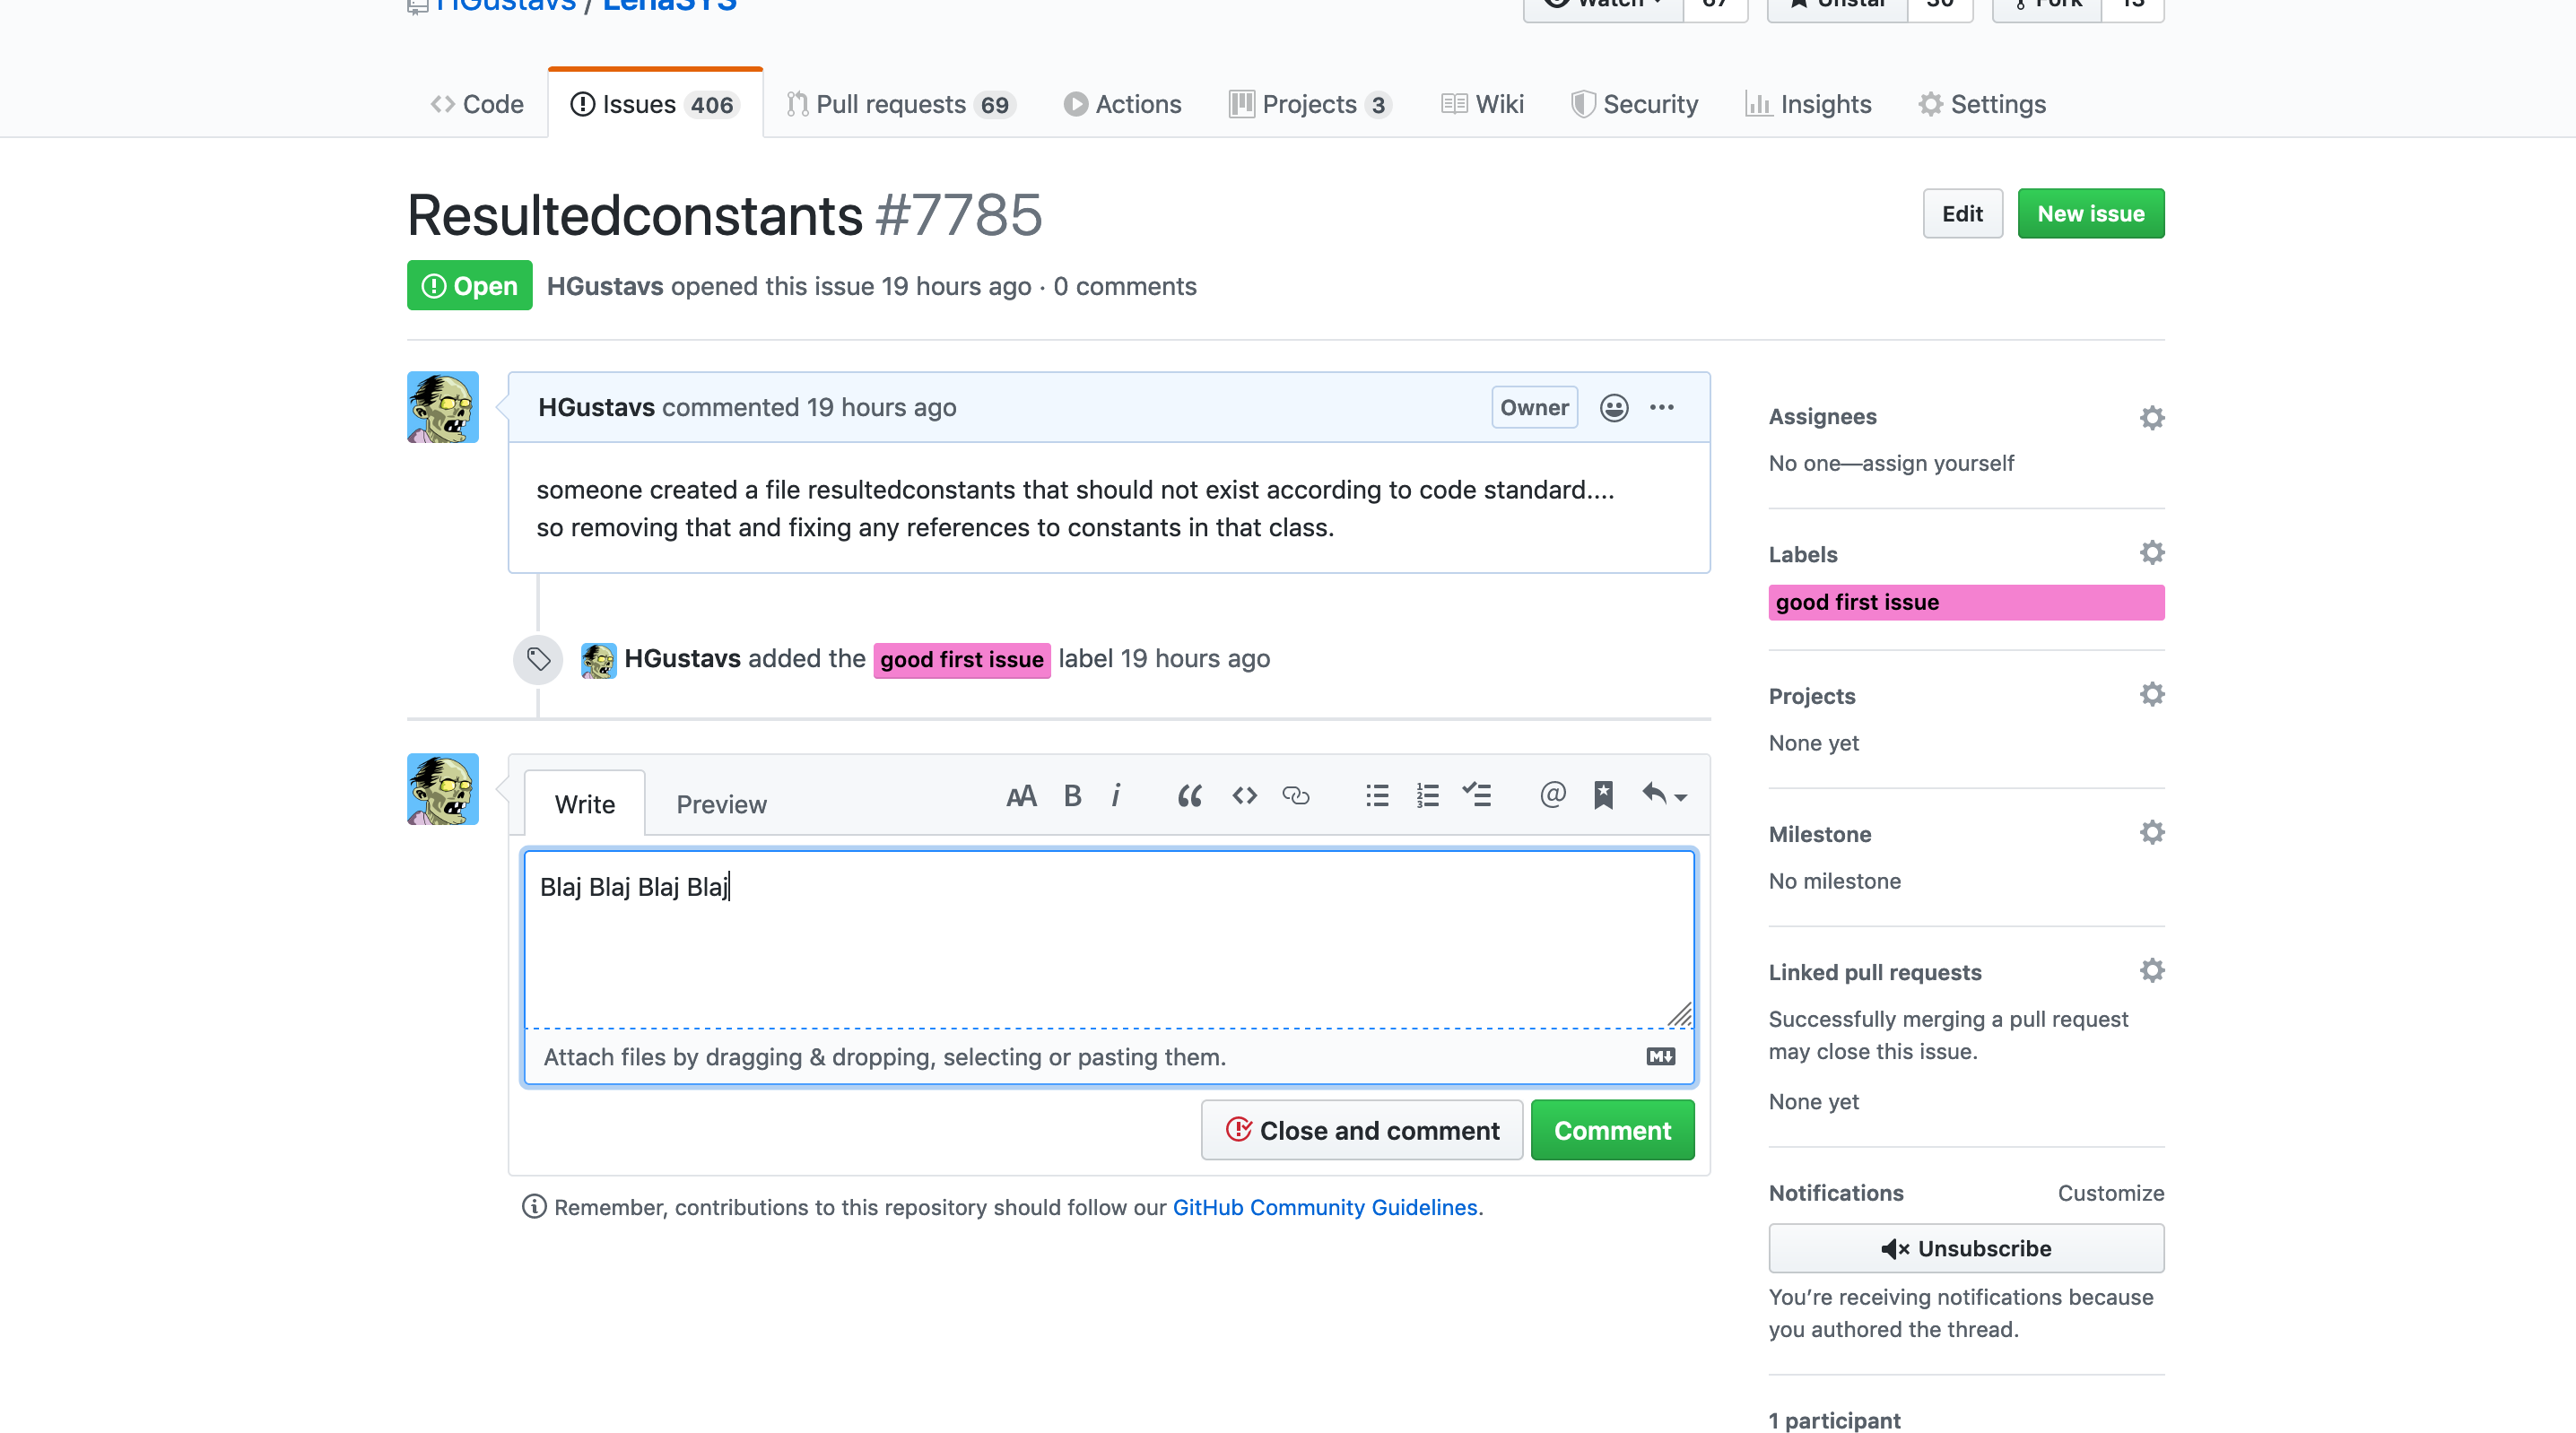 HGustavs / LenaSYS
Watch 67 Unstar 30 Fork 13
Code Issues 406 Pull requests 69 Actions Projects 3 Wiki Security Insights Settings
Resultedconstants #7785
Edit New issue
Open HGustavs opened this issue 19 hours ago · 0 comments
HGustavs commented 19 hours ago Owner
someone created a file resultedconstants that should not exist according to code standard....
so removing that and fixing any references to constants in that class.
HGustavs added the good first issue label 19 hours ago
Write Preview AA B i
Blaj Blaj Blaj Blaj
Attach files by dragging & dropping, selecting or pasting them.
Close and comment Comment
Remember, contributions to this repository should follow our GitHub Community Guidelines.
Assignees
No one—assign yourself
Labels
good first issue
Projects
None yet
Milestone
No milestone
Linked pull requests
Successfully merging a pull request
may close this issue.
None yet
Notifications Customize
Unsubscribe
You’re receiving notifications because
you authored the thread.
1 participant